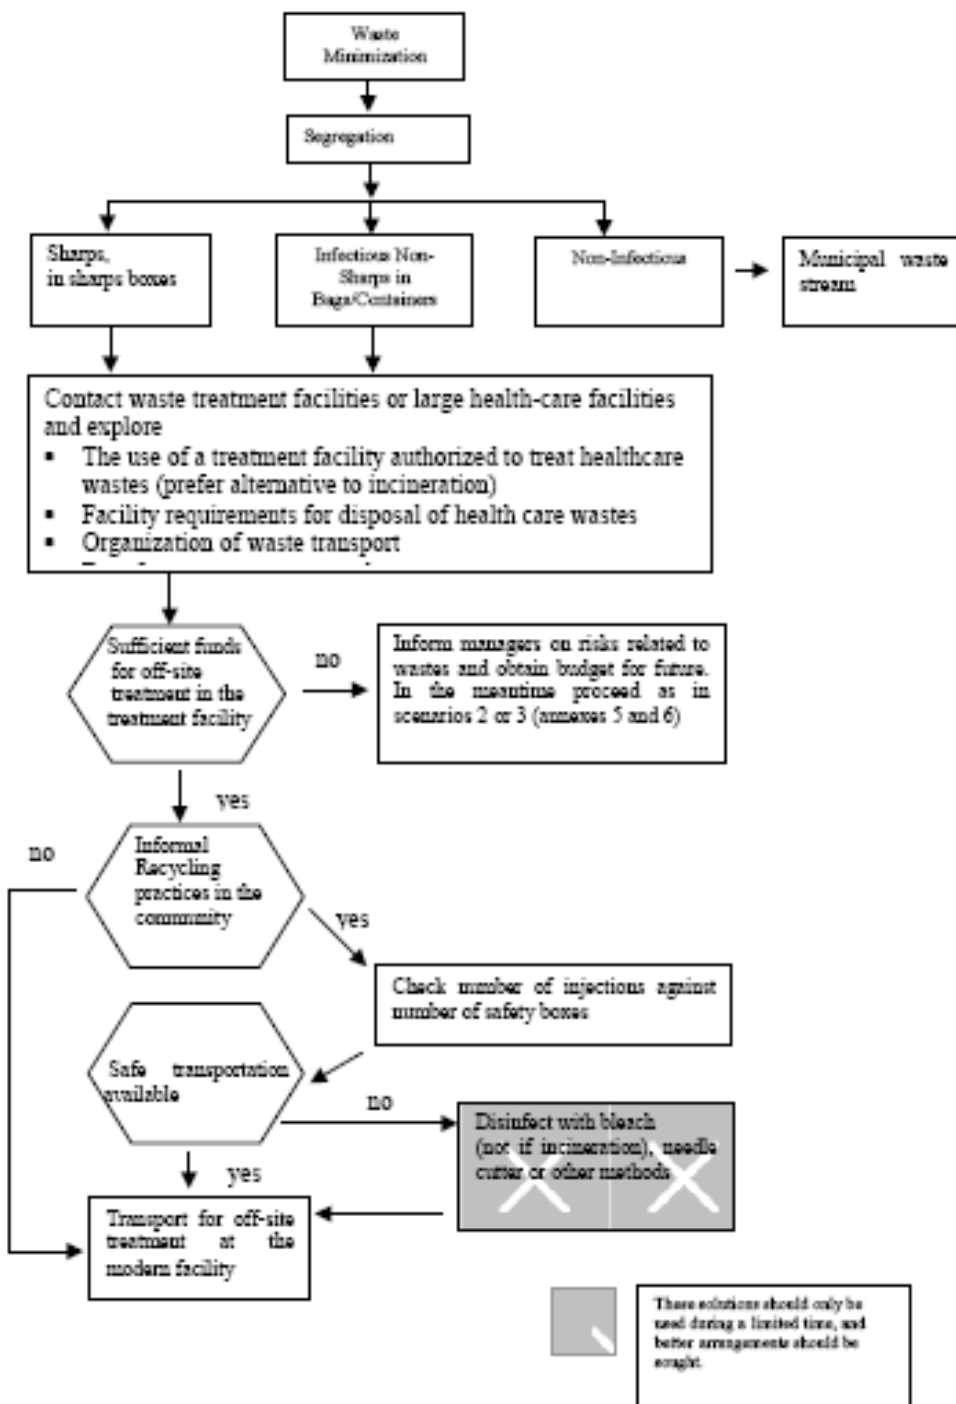 Waste
Minimization
Segregation
Sharps,
in sharps boxes
Infectious Non-
Sharps in
Bags/Containers
Non-Infectious
Municipal waste
stream
Contact waste treatment facilities or large health-care facilities
and explore
▪ The use of a treatment facility authorized to treat healthcare
wastes (prefer alternative to incineration)
▪ Facility requirements for disposal of health care wastes
▪ Organization of waste transport
Sufficient funds
for off-site
treatment in the
treatment facility
no
Inform managers on risks related to
wastes and obtain budget for future.
In the meantime proceed as in
scenarios 2 or 3 (annexes 5 and 6)
yes
no
Informal
Recycling
practices in the
community
yes
Check number of injections against
number of safety boxes
Safe transportation
available
no
Disinfect with bleach
(not if incineration), needle
cutter or other methods
yes
Transport for off-site
treatment at the
modern facility
These solutions should only be
used during a limited time, and
better arrangements should be
sought.